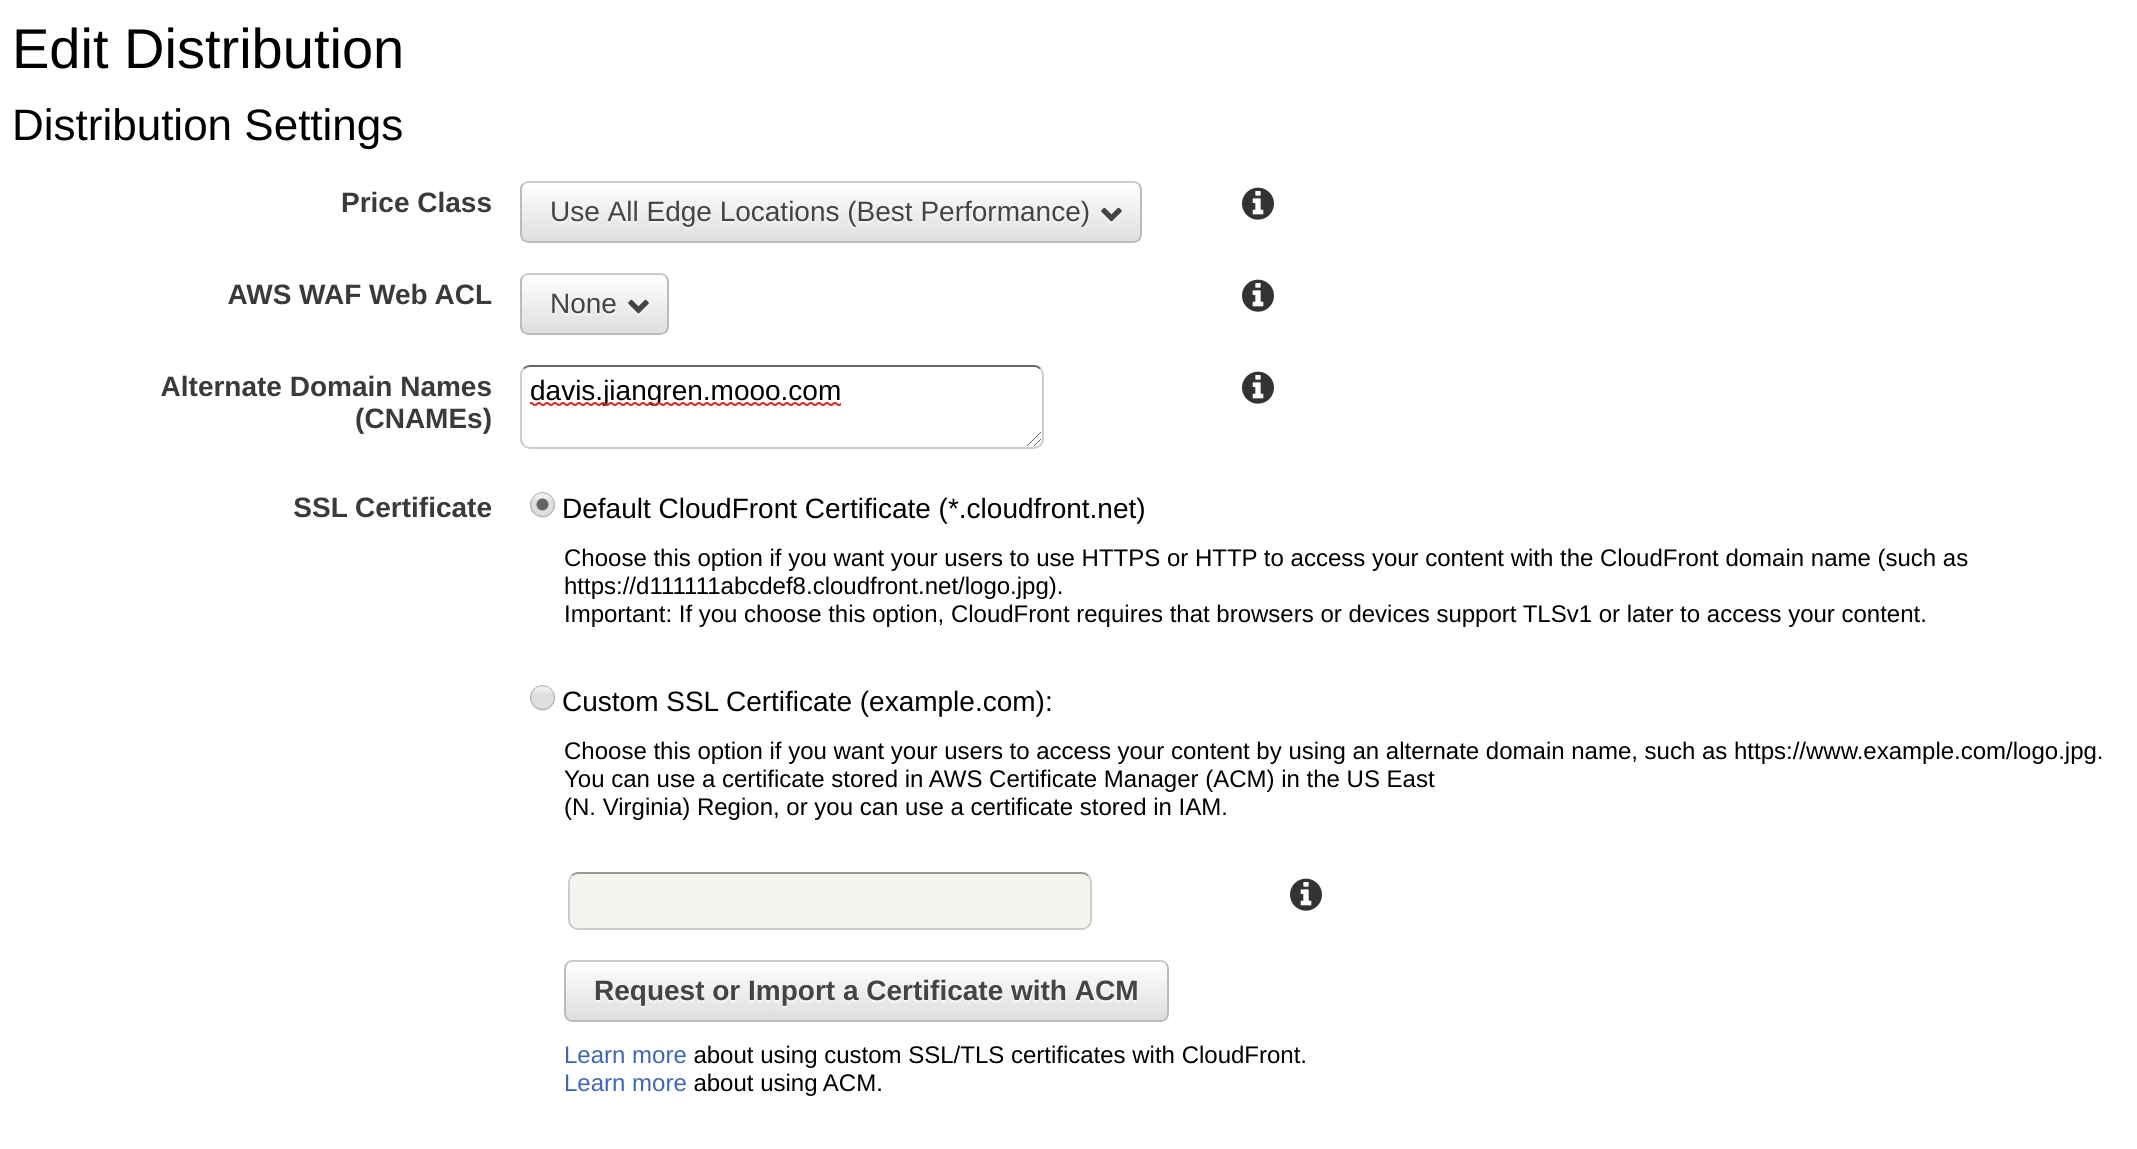 Edit Distribution
Distribution Settings
Price Class
Use All Edge Locations (Best Performance)
AWS WAF Web ACL
None
Alternate Domain Names
(CNAMEs)
davis.jiangren.mooo.com
SSL Certificate
Default CloudFront Certificate (*.cloudfront.net)
Choose this option if you want your users to use HTTPS or HTTP to access your content with the CloudFront domain name (such as
https://d111111abcdef8.cloudfront.net/logo.jpg).
Important: If you choose this option, CloudFront requires that browsers or devices support TLSv1 or later to access your content.
Custom SSL Certificate (example.com):
Choose this option if you want your users to access your content by using an alternate domain name, such as https://www.example.com/logo.jpg.
You can use a certificate stored in AWS Certificate Manager (ACM) in the US East
(N. Virginia) Region, or you can use a certificate stored in IAM.
Request or Import a Certificate with ACM
Learn more about using custom SSL/TLS certificates with CloudFront.
Learn more about using ACM.